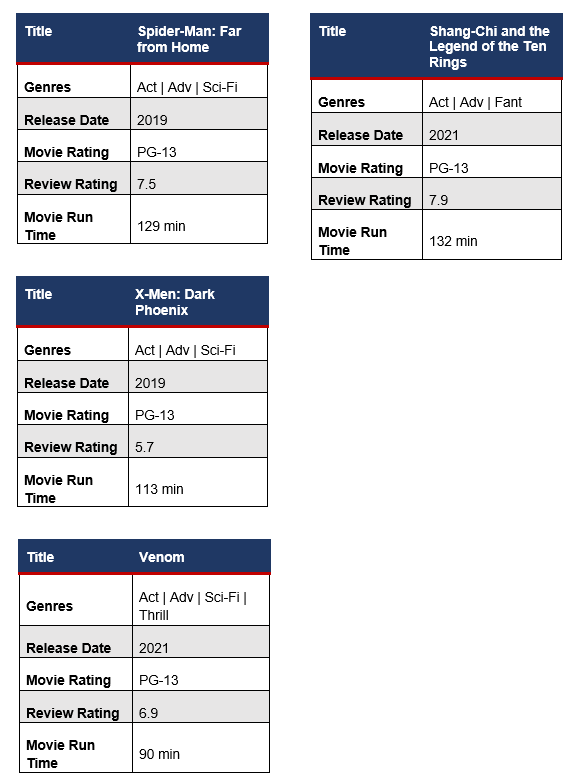 Title Spider-Man: Far
from Home
Genres Act | Adv | Sci-Fi
Release Date 2019
Movie Rating PG-13
Review Rating 7.5
Movie Run
Time
129 min
Title Shang-Chi and the
Legend of the Ten
Rings
Genres Act | Adv | Fant
Release Date 2021
Movie Rating PG-13
Review Rating 7.9
Movie Run
Time
132 min
Title X-Men: Dark
Phoenix
Genres Act | Adv | Sci-Fi
Release Date 2019
Movie Rating PG-13
Review Rating 5.7
Movie Run
Time
113 min
Title Venom
Genres
Act | Adv | Sci-Fi |
Thrill
Release Date 2021
Movie Rating PG-13
Review Rating 6.9
Movie Run
Time
90 min